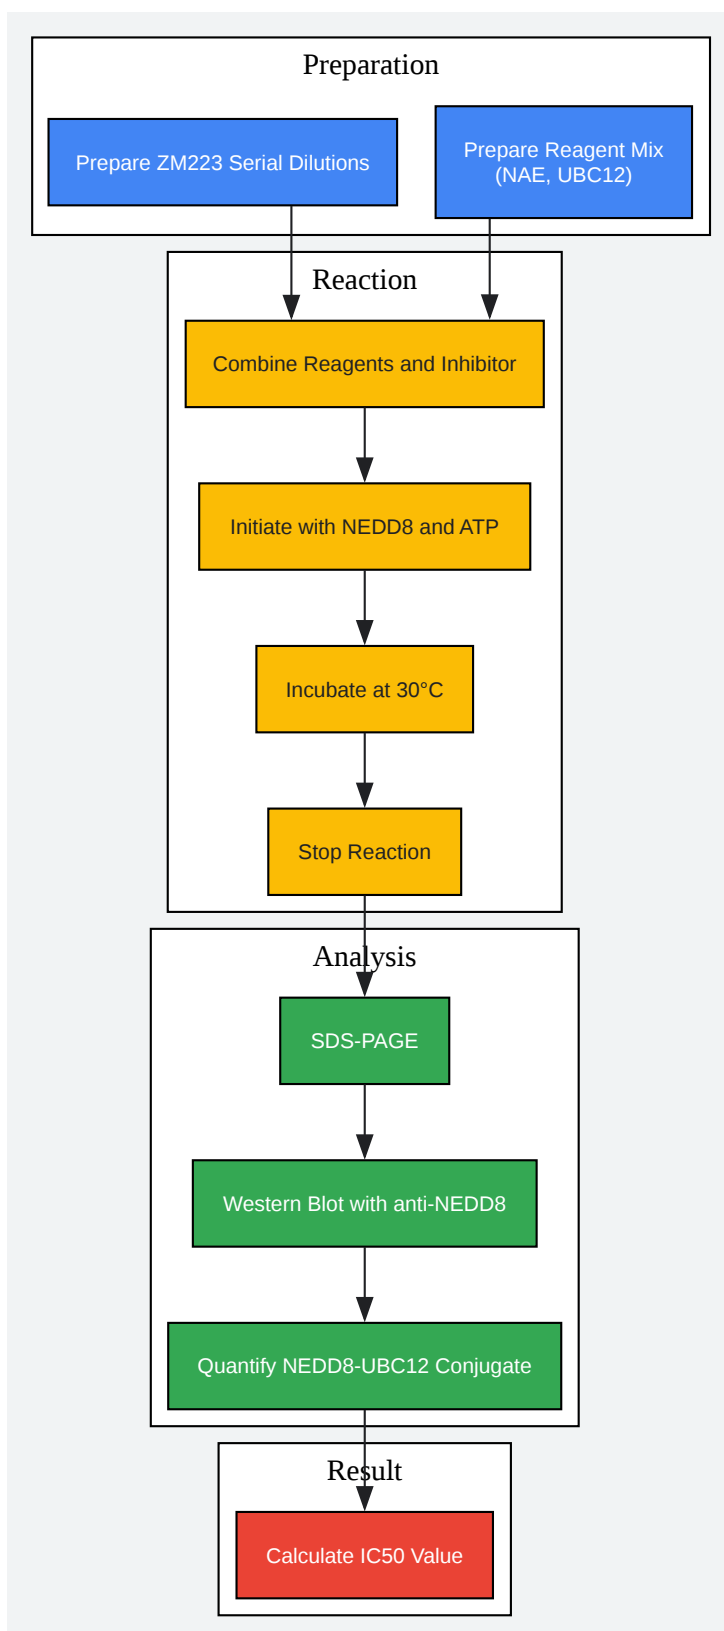 Preparation
Prepare ZM223 Serial Dilutions
Prepare Reagent Mix
(NAE, UBC12)
Reaction
Combine Reagents and Inhibitor
Initiate with NEDD8 and ATP
Incubate at 30°C
Stop Reaction
Analysis
SDS-PAGE
Western Blot with anti-NEDD8
Quantify NEDD8-UBC12 Conjugate
Result
Calculate IC50 Value